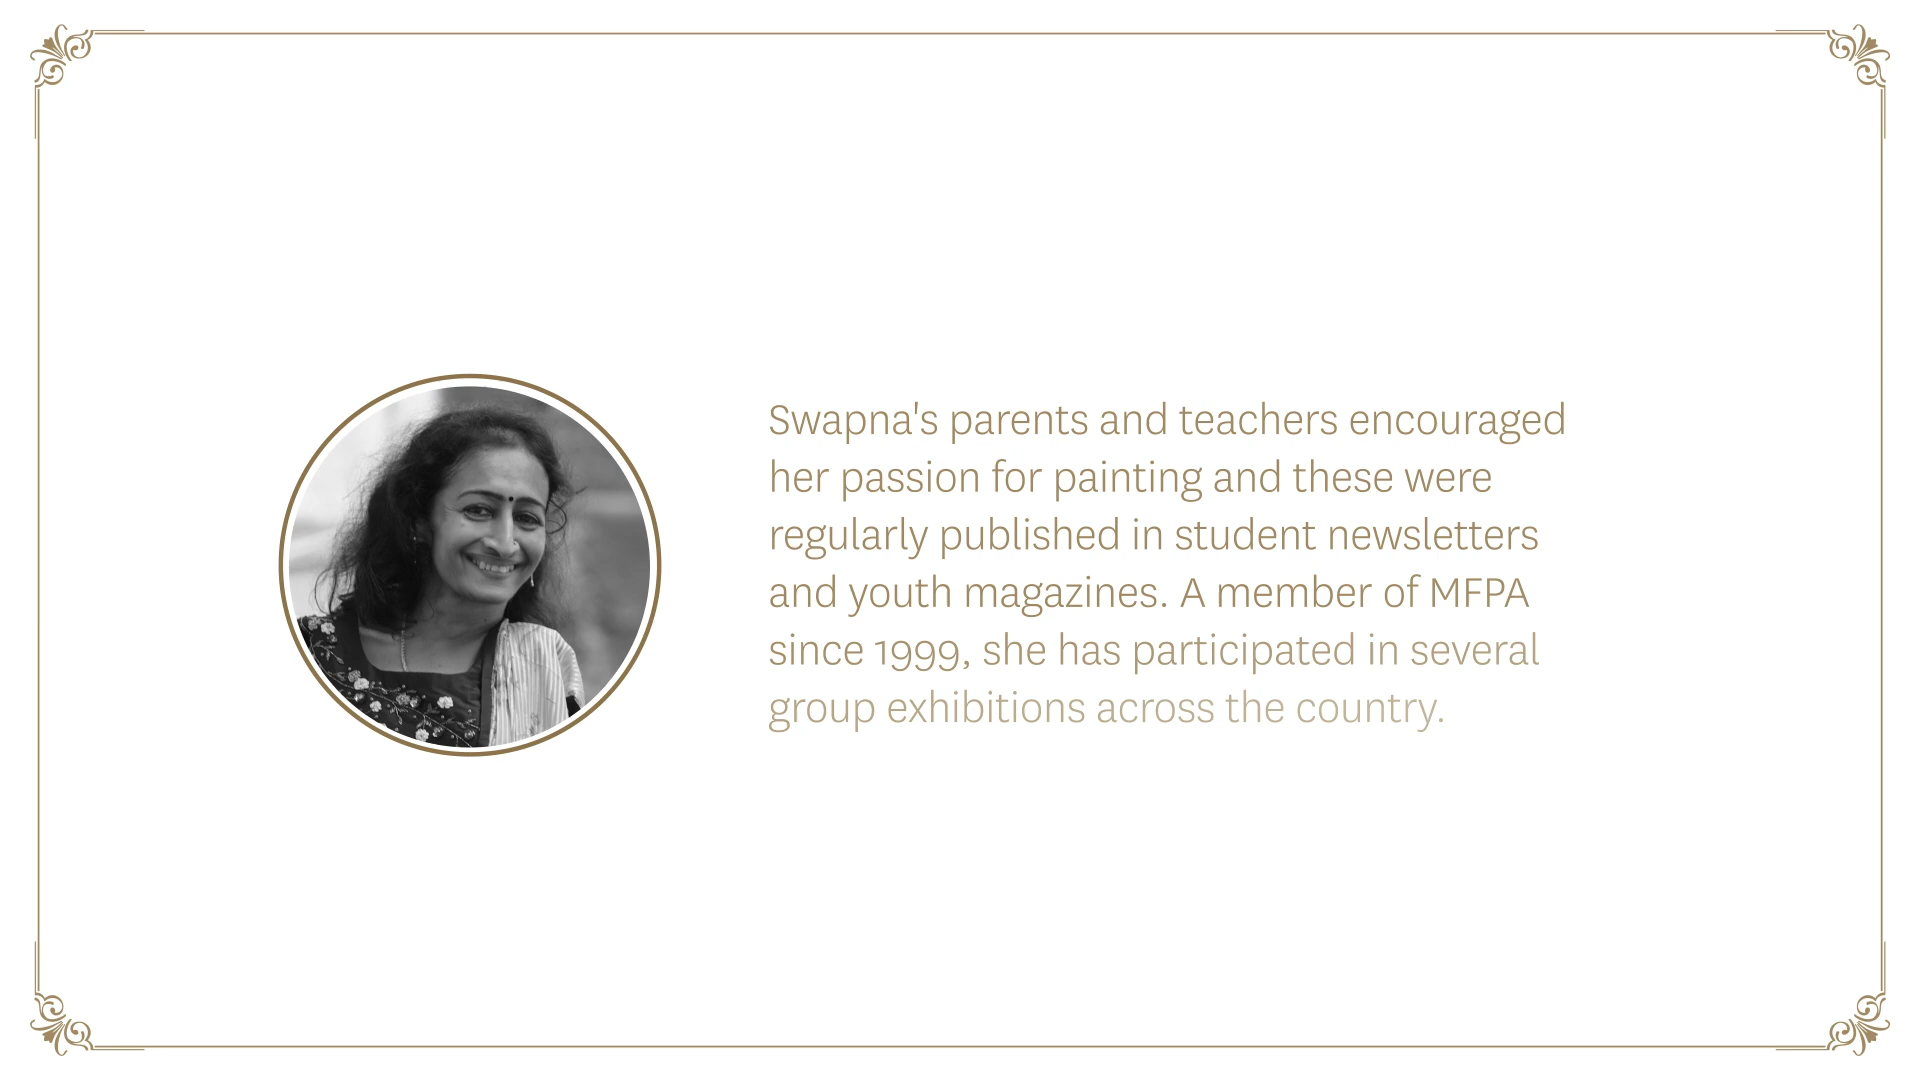 Swapna's parents and teachers encouraged
her passion for painting and these were
regularly published in student newsletters
and youth magazines. A member of MFPA
since 1999, she has participated in several
group exhibitions across the country.